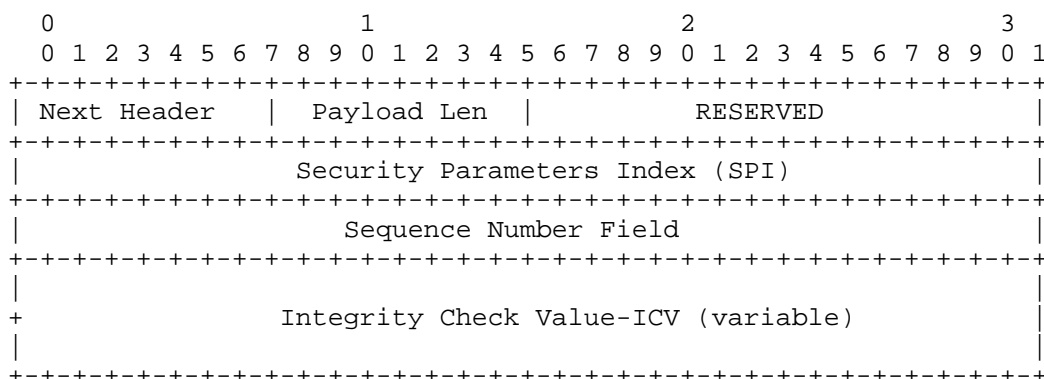 0                   1                   2                   3
0 1 2 3 4 5 6 7 8 9 0 1 2 3 4 5 6 7 8 9 0 1 2 3 4 5 6 7 8 9 0 1
+-+-+-+-+-+-+-+-+-+-+-+-+-+-+-+-+-+-+-+-+-+-+-+-+-+-+-+-+-+-+-+-+
| Next Header   |  Payload Len  |          RESERVED             |
+-+-+-+-+-+-+-+-+-+-+-+-+-+-+-+-+-+-+-+-+-+-+-+-+-+-+-+-+-+-+-+-+
|                 Security Parameters Index (SPI)               |
+-+-+-+-+-+-+-+-+-+-+-+-+-+-+-+-+-+-+-+-+-+-+-+-+-+-+-+-+-+-+-+-+
|                    Sequence Number Field                      |
+-+-+-+-+-+-+-+-+-+-+-+-+-+-+-+-+-+-+-+-+-+-+-+-+-+-+-+-+-+-+-+-+
|                                                               |
+                Integrity Check Value-ICV (variable)           |
|                                                               |
+-+-+-+-+-+-+-+-+-+-+-+-+-+-+-+-+-+-+-+-+-+-+-+-+-+-+-+-+-+-+-+-+